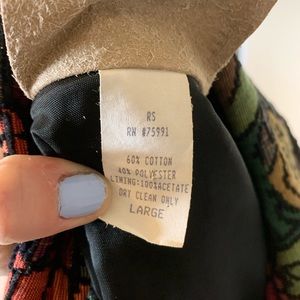 RS
RN #75991
60% COTTON
40% POLYESTER
LINING:100%ACETATE
DRY CLEAN ONLY
LARGE